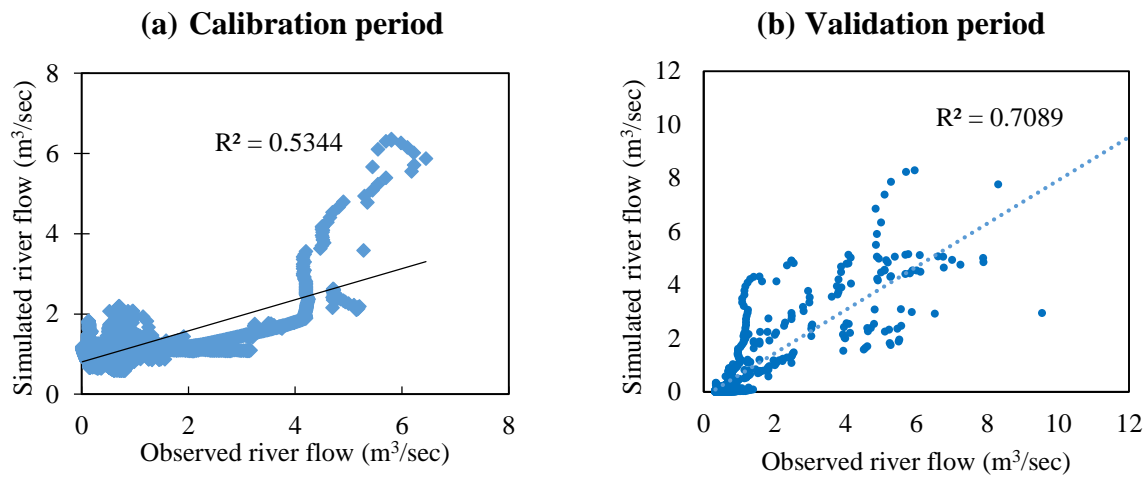 (a) Calibration period
Simulated river flow (m³/sec)
8
6
4
2
0
R² = 0.5344
0 2 4 6 8
Observed river flow (m³/sec)
(b) Validation period
Simulated river flow (m³/sec)
12
10
8
6
4
2
0
R² = 0.7089
0 2 4 6 8 10 12
Observed river flow (m³/sec)